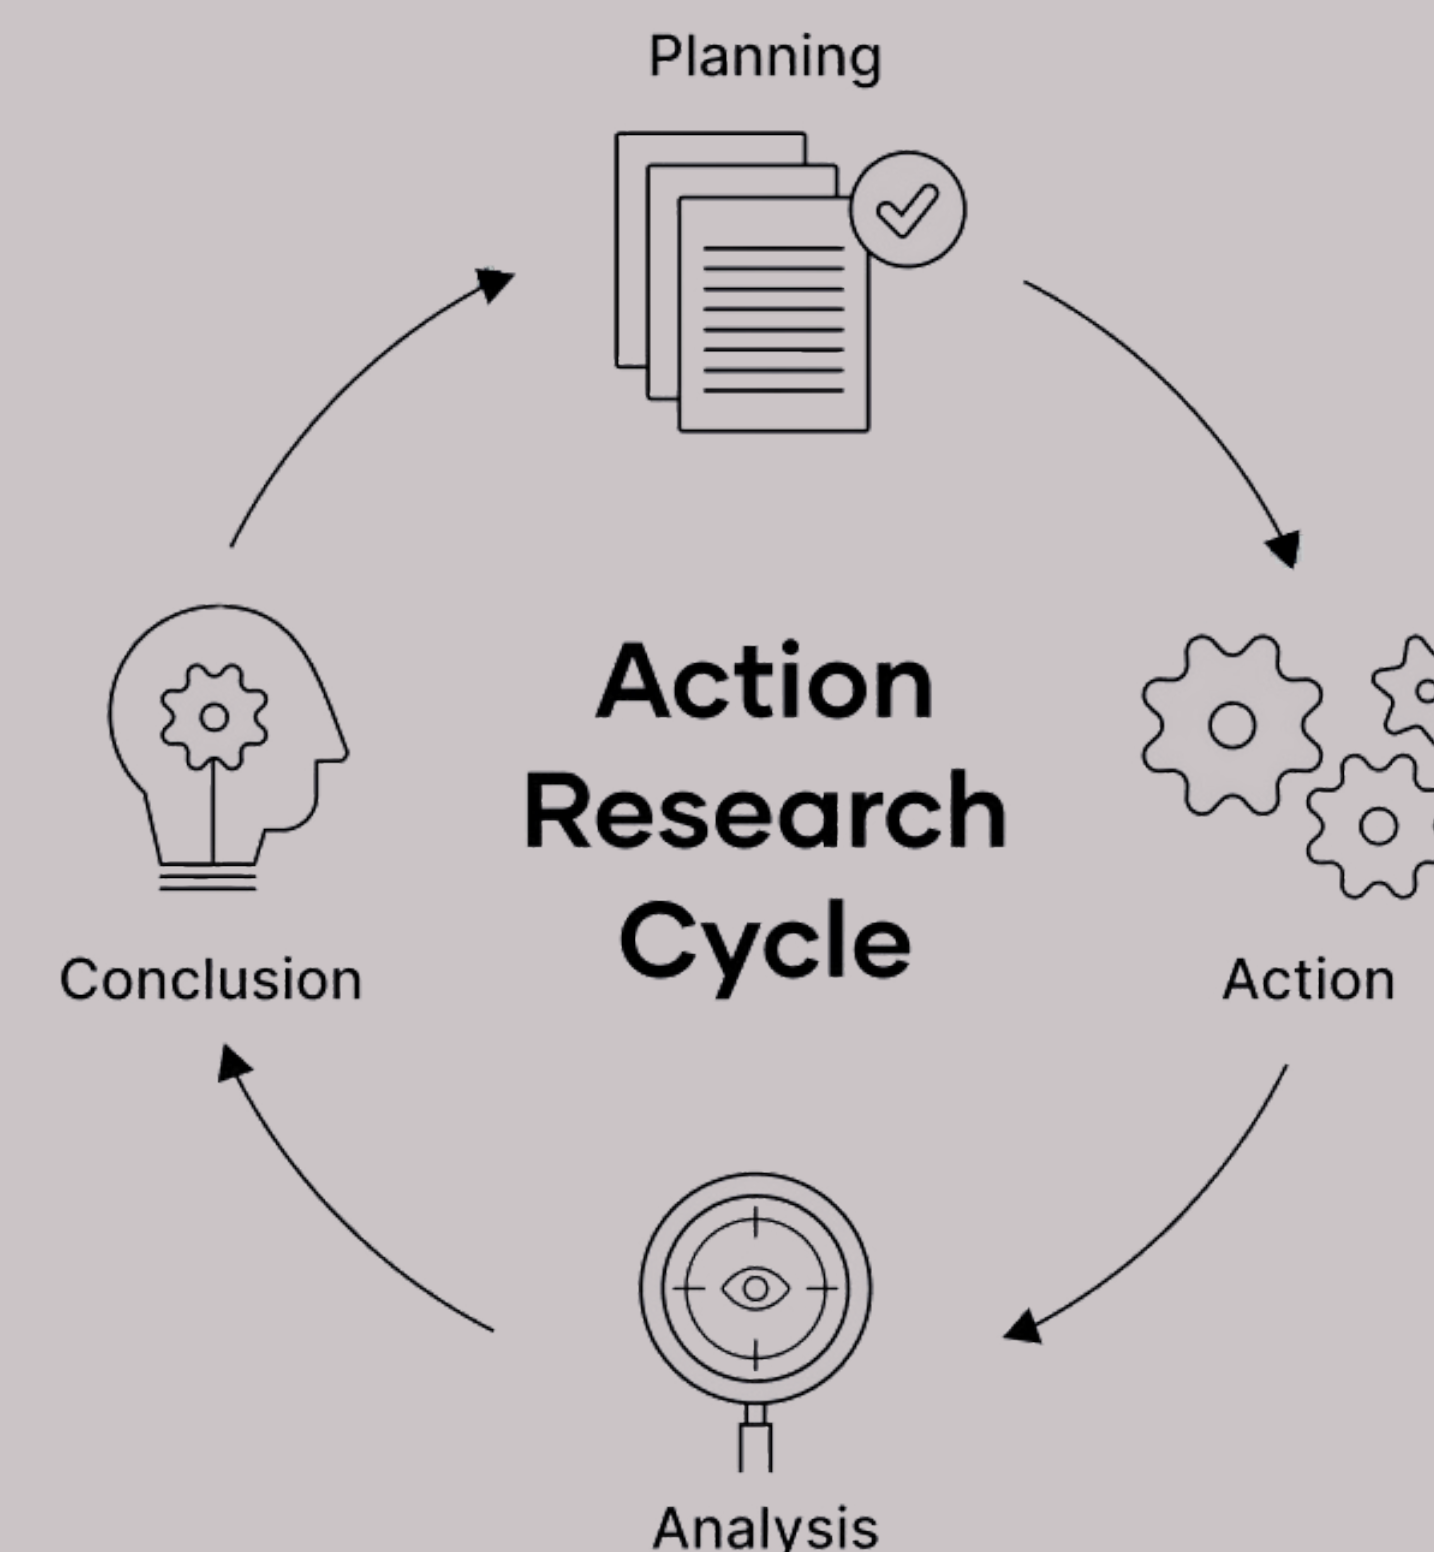 Planning
Action
Research
Cycle
Conclusion
Action
Analysis